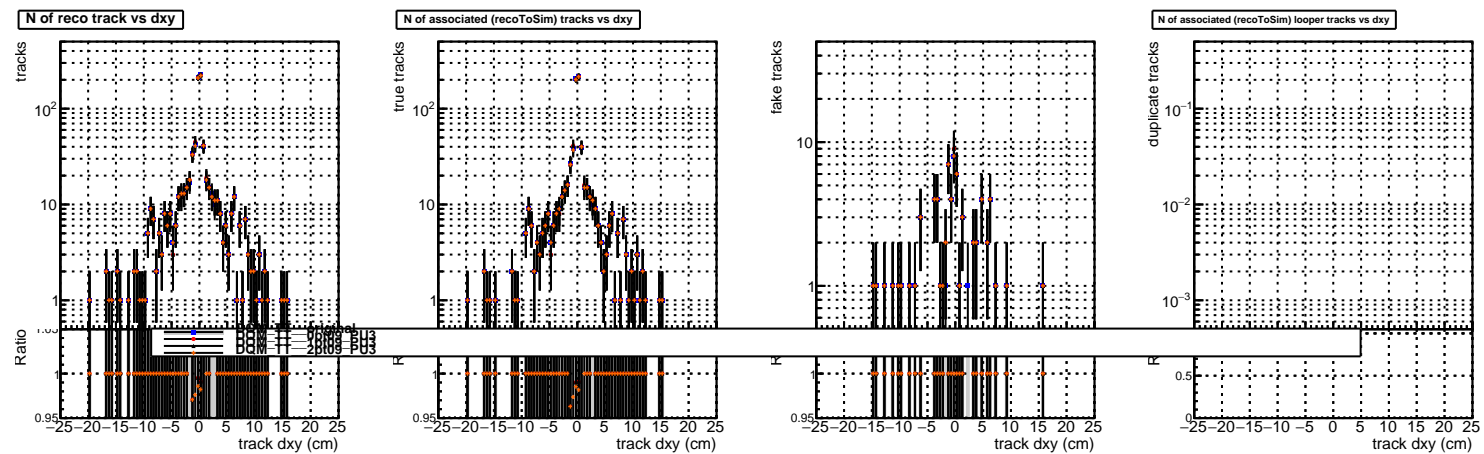 N of reco track vs dxy
tracks
10²
10
1
Ratio
1
0.95
−25 −20 −15 −10 −5 0 5 10 15 20 25
track dxy (cm)
N of associated (recoToSim) tracks vs dxy
true tracks
10²
10
1
1
0.95
−25 −20 −15 −10 −5 0 5 10 15 20 25
track dxy (cm)
fake tracks
10
1
1
0.95
−25 −20 −15 −10 −5 0 5 10 15 20 25
track dxy (cm)
N of associated (recoToSim) looper tracks vs dxy
duplicate tracks
10⁻¹
10⁻²
10⁻³
0.5
0
−25 −20 −15 −10 −5 0 5 10 15 20 25
track dxy (cm)
DQM_TT__2pt09_PU3